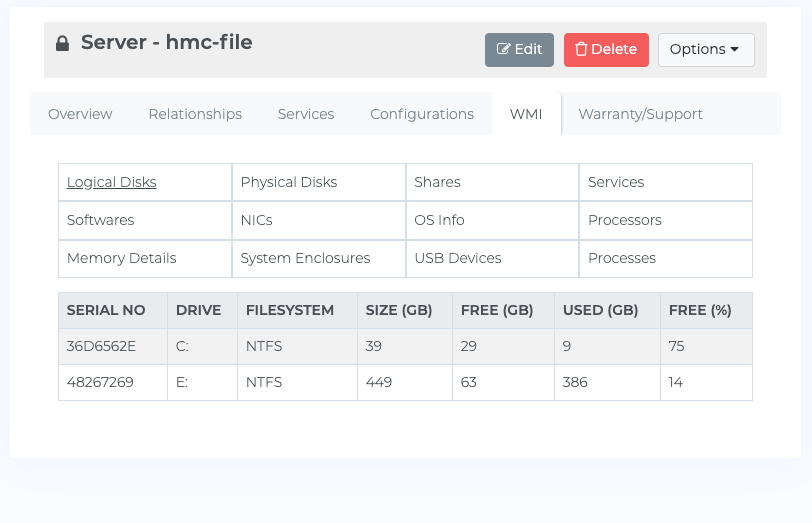 Server - hmc-file
Edit Delete Options
Overview Relationships Services Configurations WMI Warranty/Support
Logical Disks Physical Disks Shares Services
Softwares NICs OS Info Processors
Memory Details System Enclosures USB Devices Processes
SERIAL NO DRIVE FILESYSTEM SIZE (GB) FREE (GB) USED (GB) FREE (%)
36D6562E C: NTFS 39 29 9 75
48267269 E: NTFS 449 63 386 14